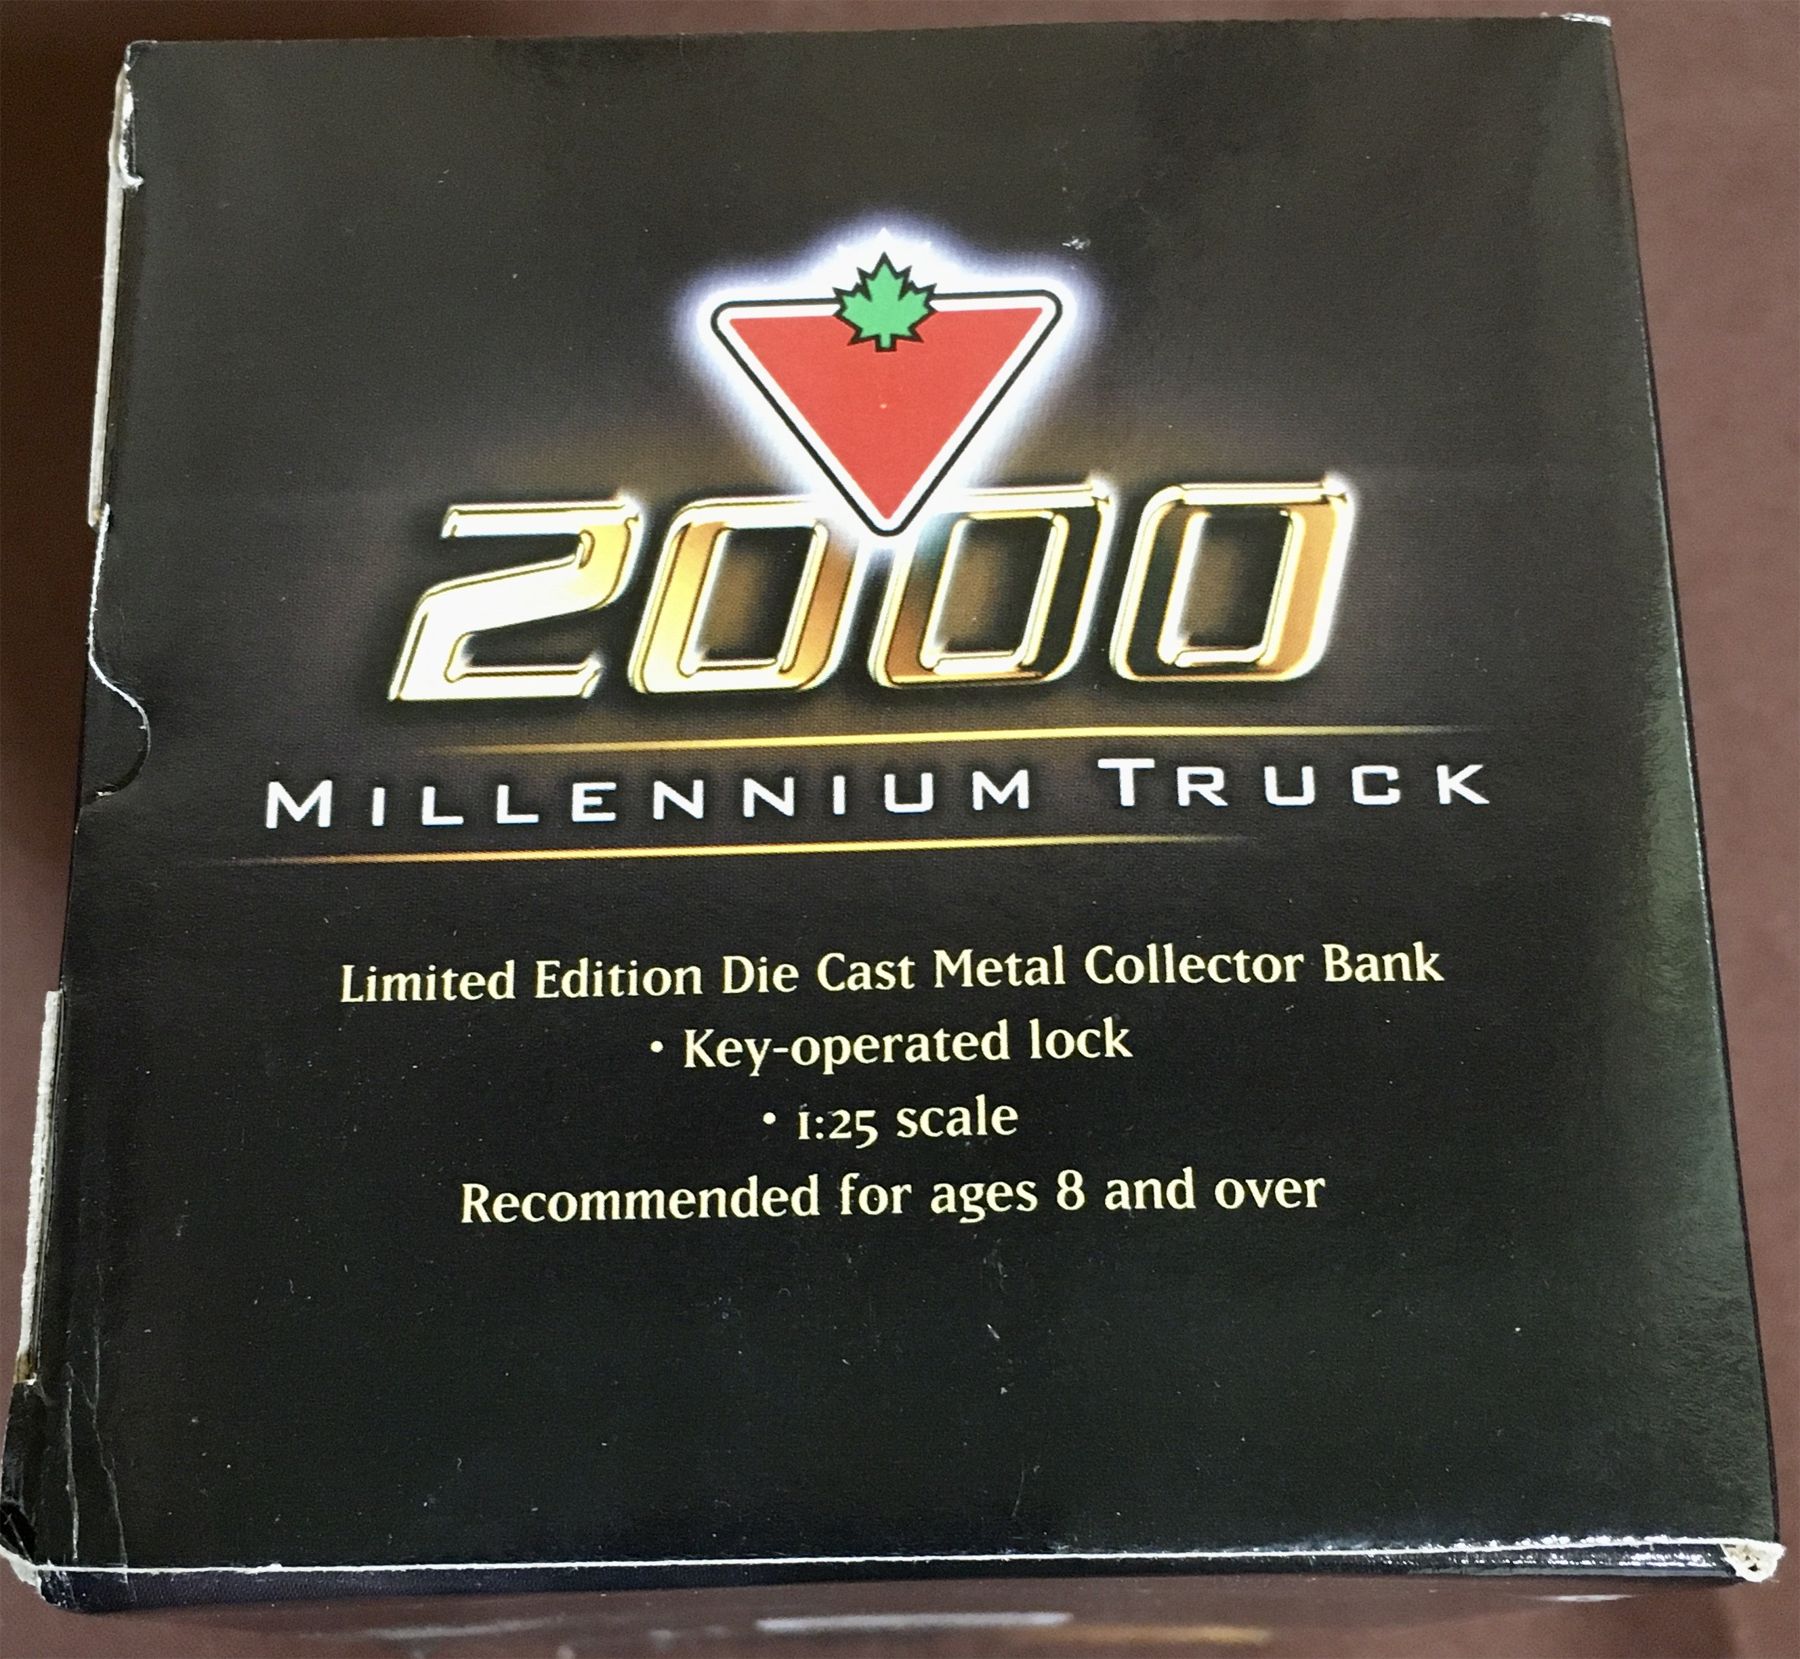 2000
MILLENNIUM TRUCK
Limited Edition Die Cast Metal Collector Bank
• Key-operated lock
• 1:25 scale
Recommended for ages 8 and over